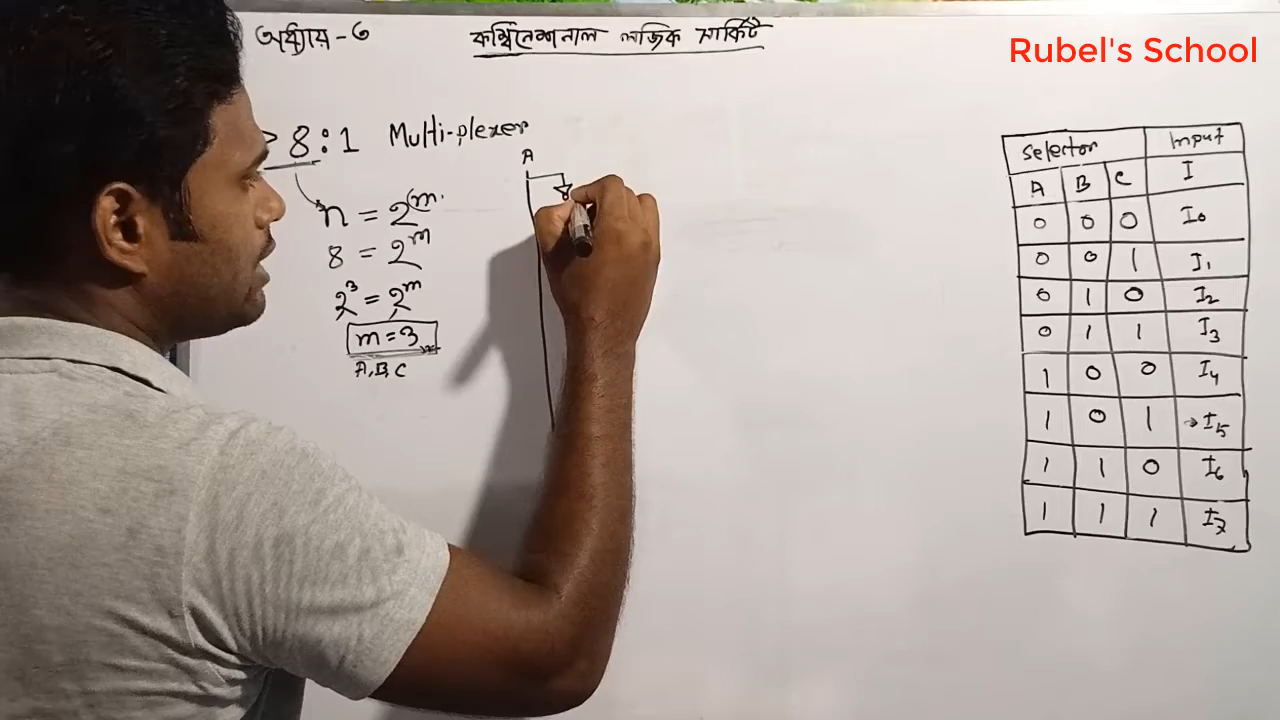 অধ্যায় - ৩
কম্বিনেশনাল লজিক সার্কিট
Rubel's School
> 8:1 Multi-plexer
n = 2^m
8 = 2^m
2^3 = 2^m
m = 3
A, B, C
A
Selector Input
A B C I
0 0 0 I0
0 0 1 I1
0 1 0 I2
0 1 1 I3
1 0 0 I4
1 0 1 → I5
1 1 0 I6
1 1 1 I7